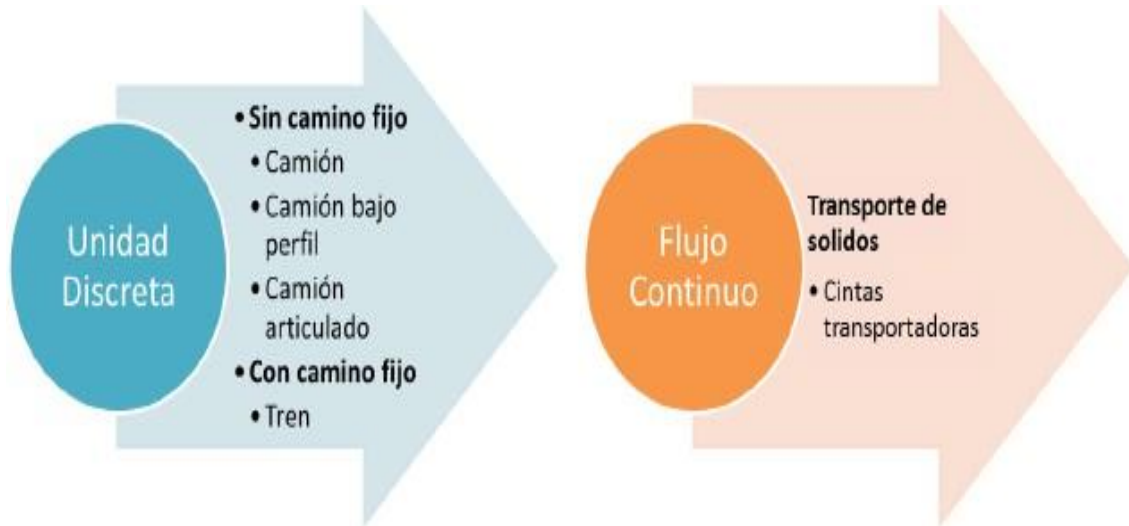 Unidad
Discreta
• Sin camino fijo
• Camión
• Camión bajo
perfil
• Camión
articulado
• Con camino fijo
• Tren
Flujo
Continuo
Transporte de
solidos
• Cintas
transportadoras